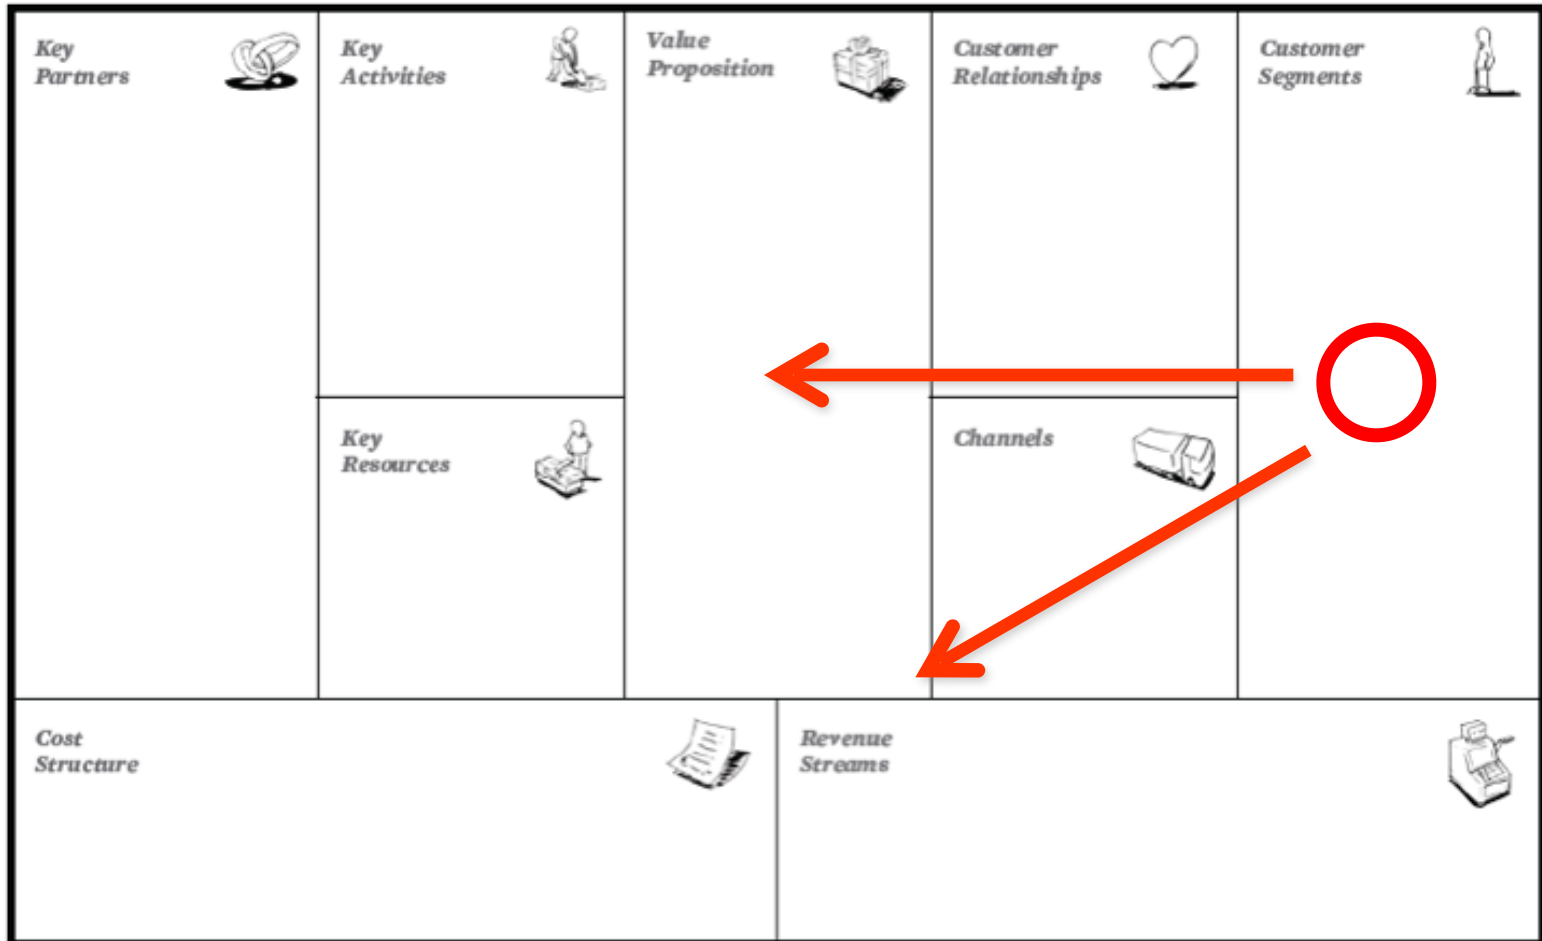 Key
Partners
Key
Activities
Value
Proposition
Customer
Relationships
Customer
Segments
Key
Resources
Channels
Cost
Structure
Revenue
Streams